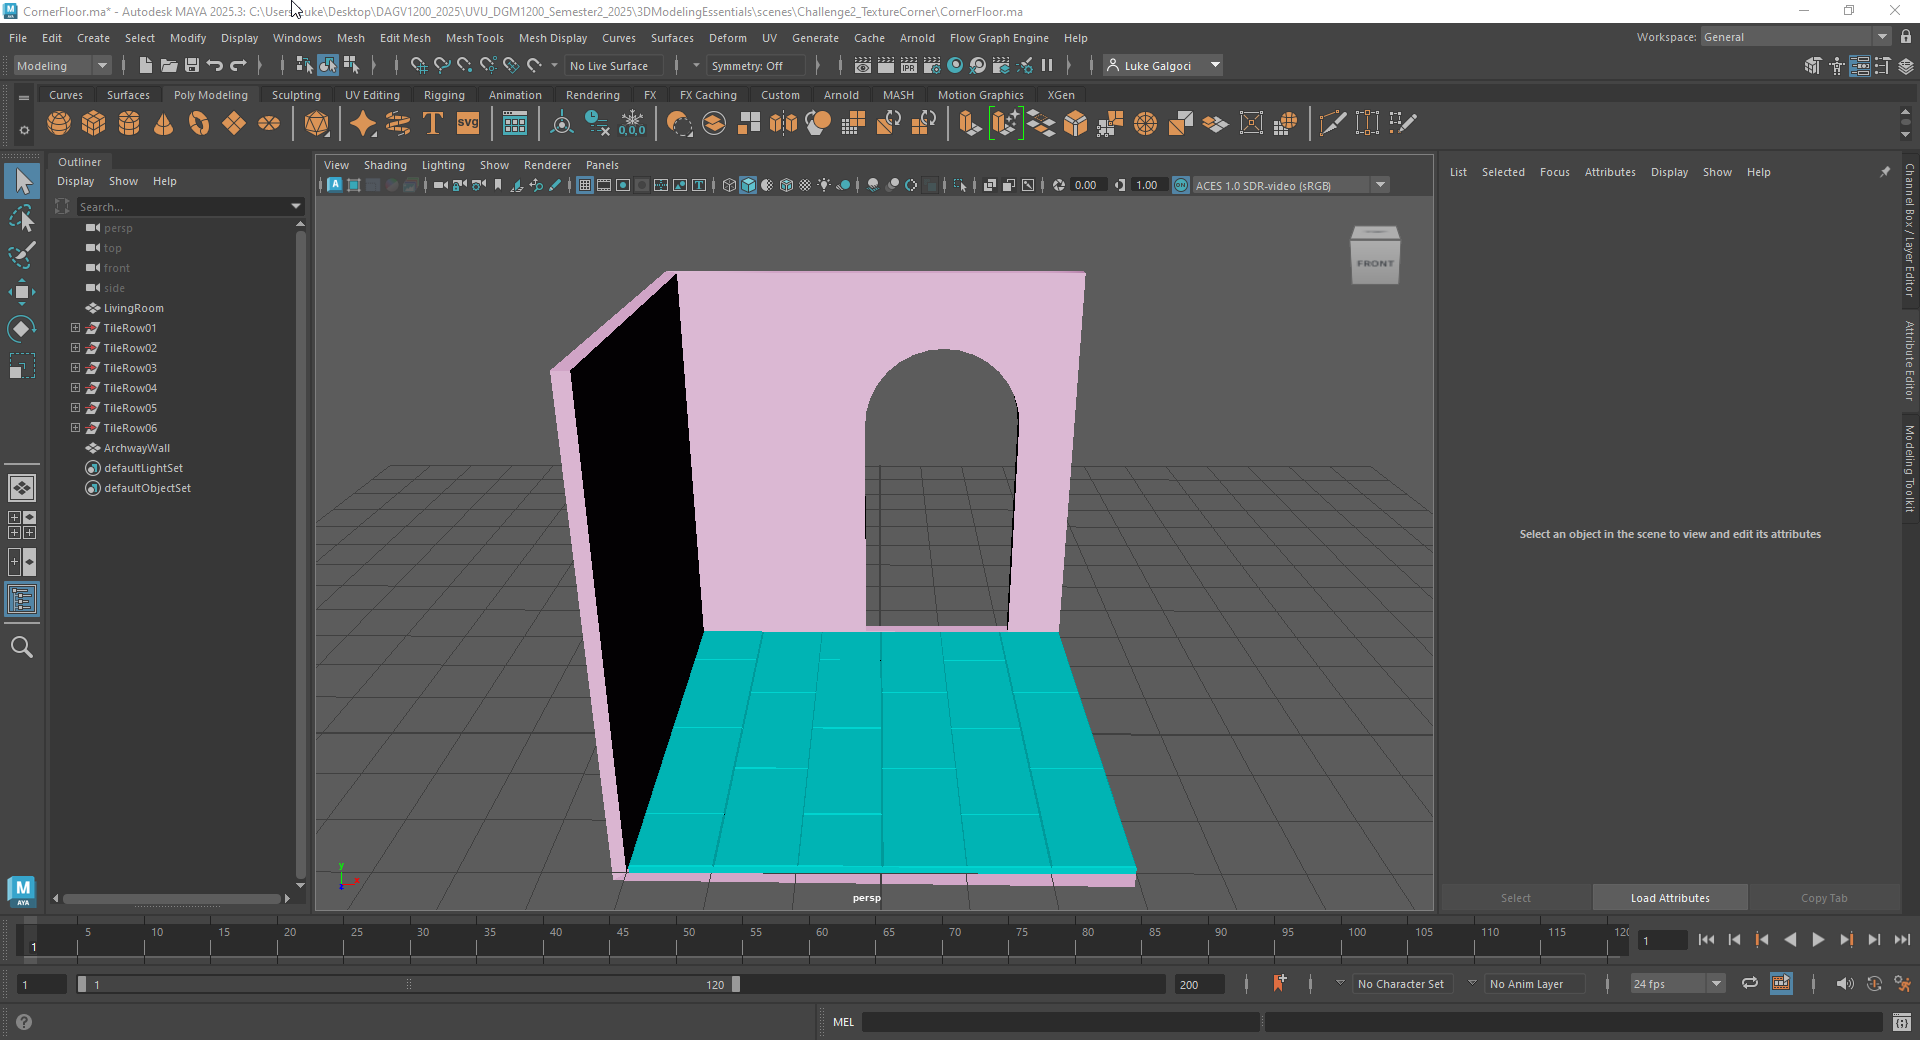 CornerFloor.ma* - Autodesk MAYA 2025.3: C:\Users\Luke\Desktop\DAGV1200_2025\UVU_DGM1200_Semester2_2025\3DModelingEssentials\scenes\Challenge2_TextureCorner\CornerFloor.ma
File Edit Create Select Modify Display Windows Mesh Edit Mesh Mesh Tools Mesh Display Curves Surfaces Deform UV Generate Cache Arnold Flow Graph Engine Help Workspace: General
Modeling No Live Surface Symmetry: Off Luke Galgoci
Curves Surfaces Poly Modeling Sculpting UV Editing Rigging Animation Rendering FX FX Caching Custom Arnold MASH Motion Graphics XGen
T svg 0,0,0
Outliner
Display Show Help
Search...
persp
top
front
side
LivingRoom
TileRow01
TileRow02
TileRow03
TileRow04
TileRow05
TileRow06
ArchwayWall
defaultLightSet
defaultObjectSet
View Shading Lighting Show Renderer Panels
0.00 1.00 ACES 1.0 SDR-video (sRGB)
FRONT
y
persp
List Selected Focus Attributes Display Show Help
Select an object in the scene to view and edit its attributes
Select Load Attributes Copy Tab
Channel Box / Layer Editor
Attribute Editor
Modeling Toolkit
M
AYA
1 5 10 15 20 25 30 35 40 45 50 55 60 65 70 75 80 85 90 95 100 105 110 115 120 1
1 1 120 200 No Character Set No Anim Layer 24 fps
MEL